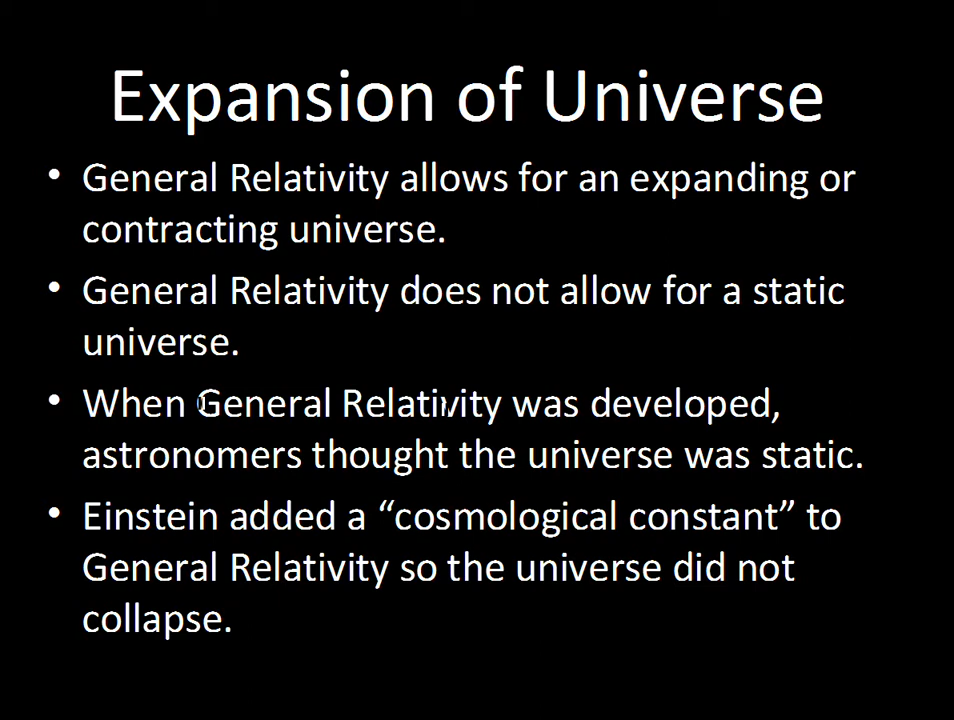 Expansion of Universe
• General Relativity allows for an expanding or
contracting universe.
• General Relativity does not allow for a static
universe.
• When General Relativity was developed,
astronomers thought the universe was static.
• Einstein added a “cosmological constant” to
General Relativity so the universe did not
collapse.